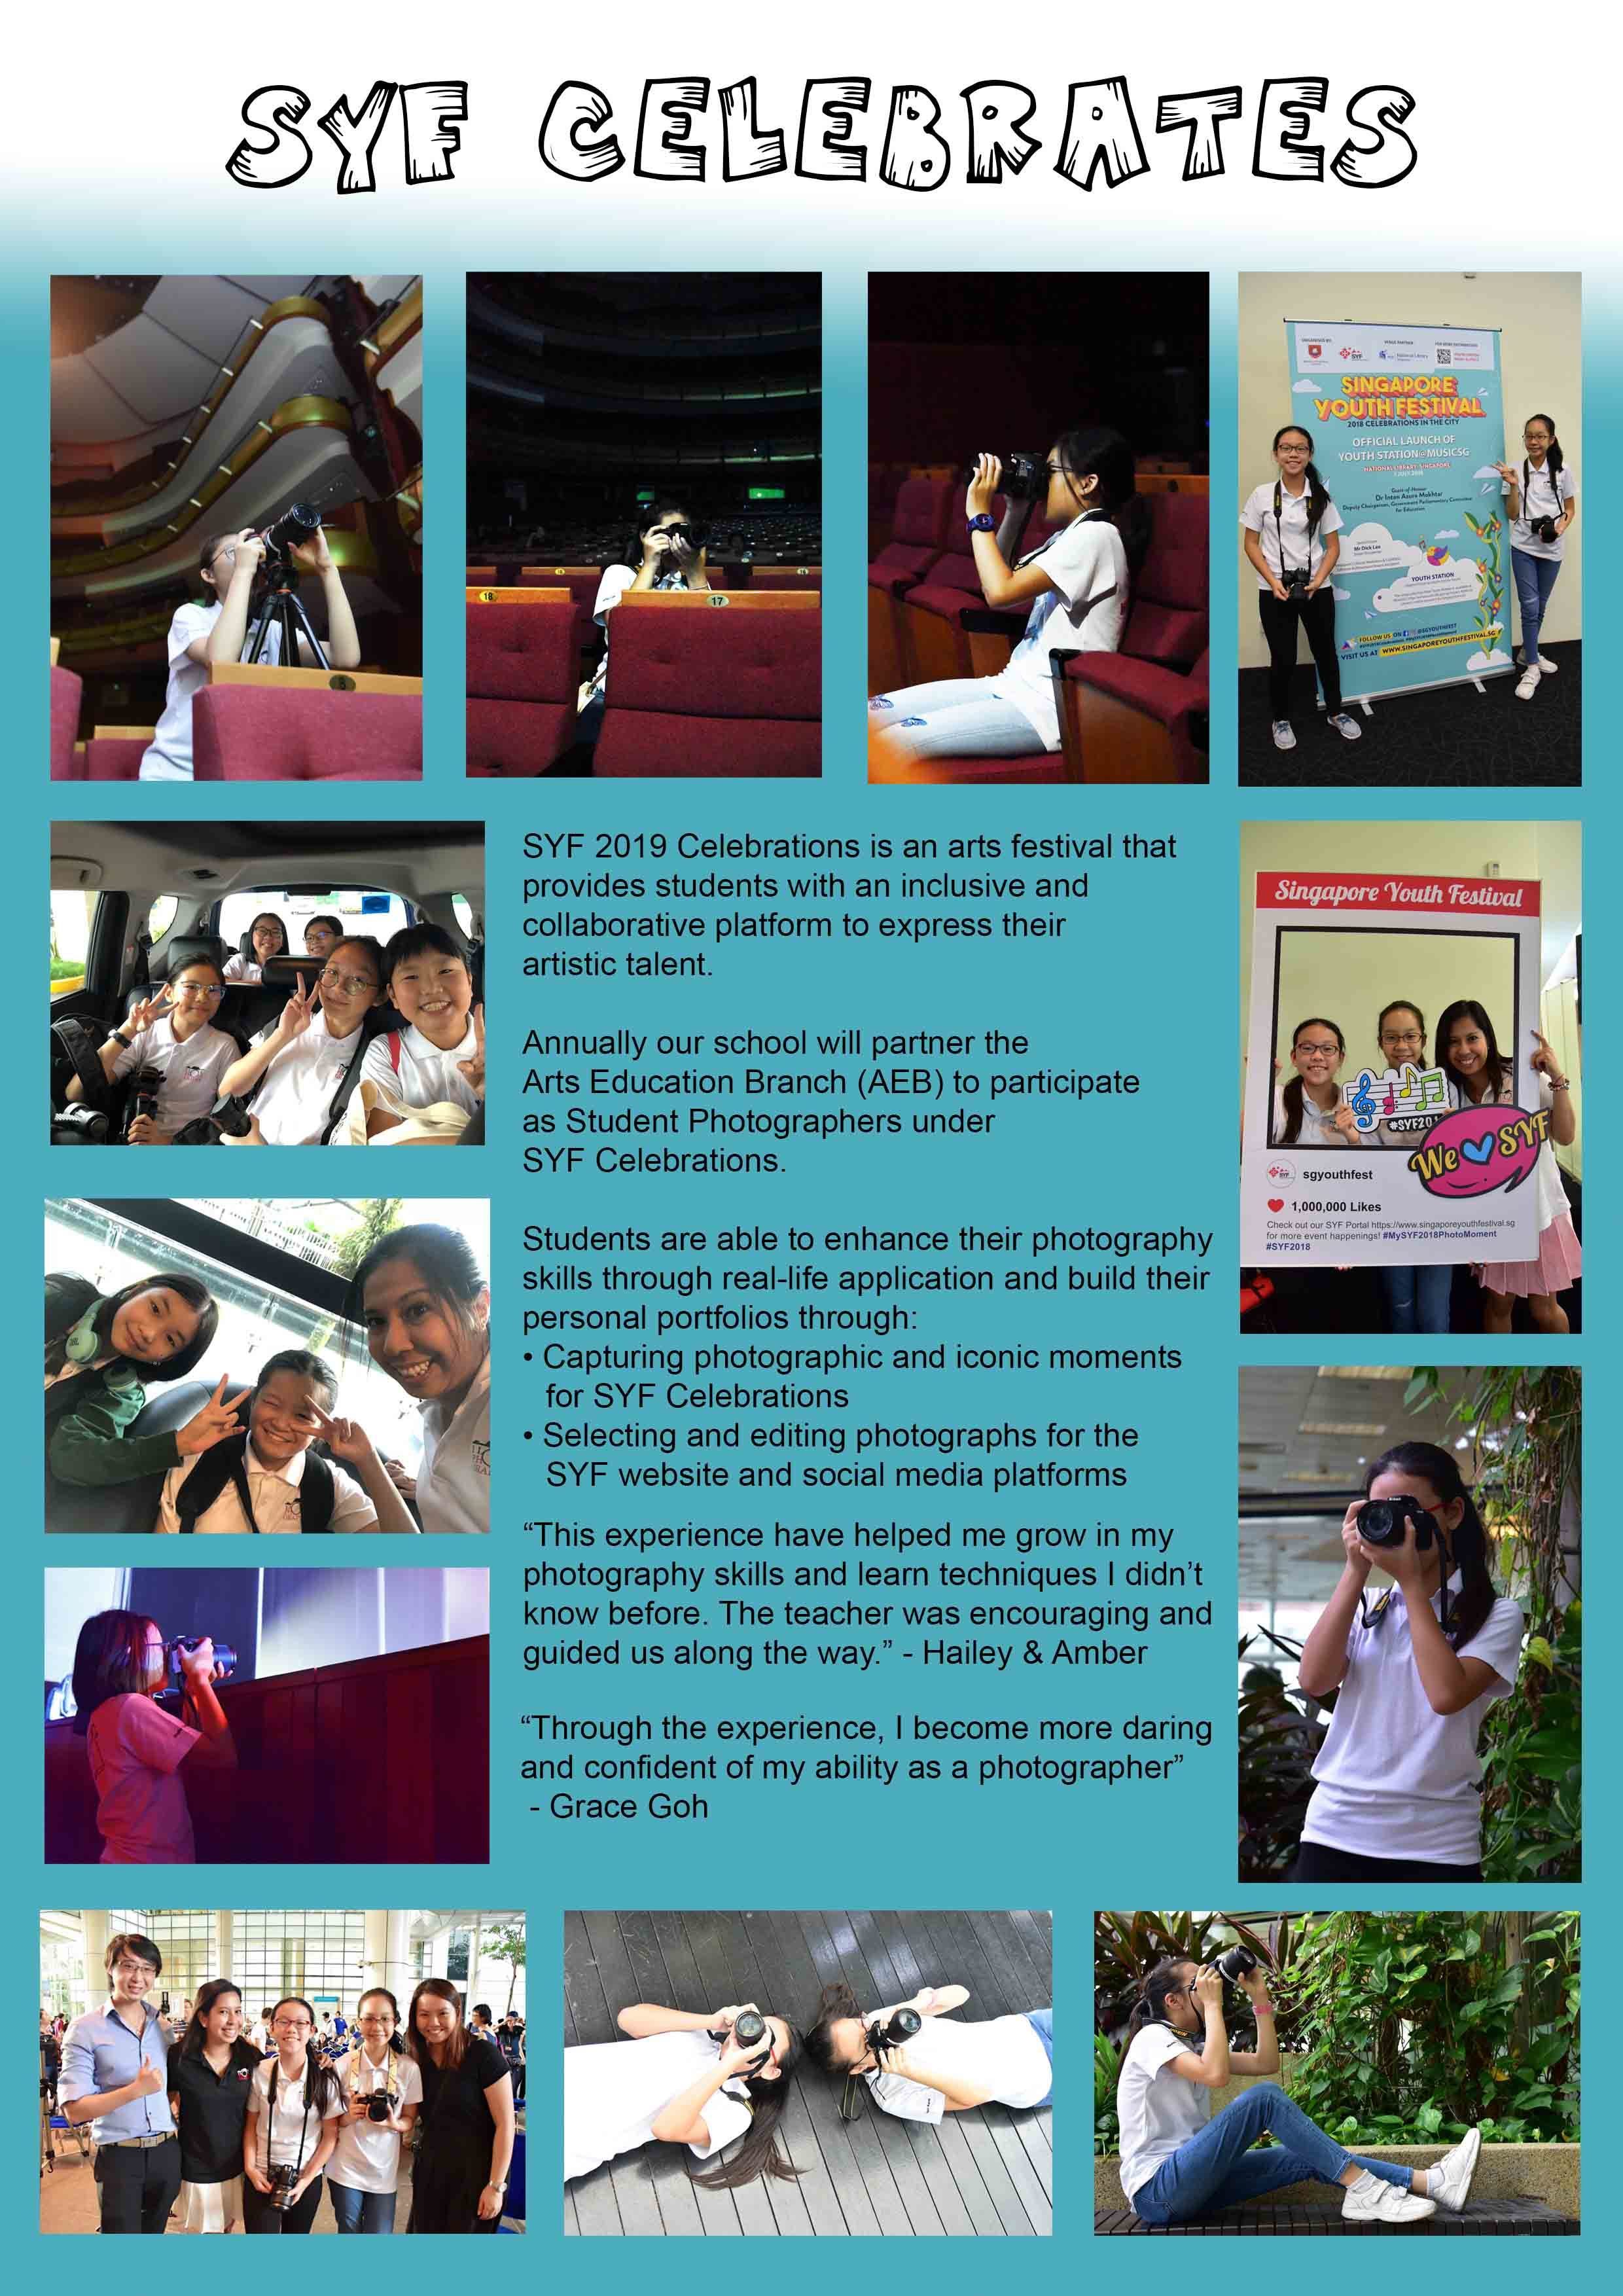 SYF CELEBRATES
18
17
SINGAPORE
YOUTH FESTIVAL
2018 CELEBRATIONS IN THE CITY
OFFICIAL LAUNCH OF
YOUTH STATION@MUSICSG
NATIONAL LIBRARY, SINGAPORE
Guest-of-Honour
Dr Intan Azura Mokhtar
Deputy Chairperson, Government Parliamentary Committee
for Education
Mr Dick Lee
YOUTH STATION
FOLLOW US ON @SGYOUTHFEST
VISIT US AT WWW.SINGAPOREYOUTHFESTIVAL.SG
SYF 2019 Celebrations is an arts festival that
provides students with an inclusive and
collaborative platform to express their
artistic talent.
Annually our school will partner the
Arts Education Branch (AEB) to participate
as Student Photographers under
SYF Celebrations.
Students are able to enhance their photography
skills through real-life application and build their
personal portfolios through:
• Capturing photographic and iconic moments
for SYF Celebrations
• Selecting and editing photographs for the
SYF website and social media platforms
“This experience have helped me grow in my
photography skills and learn techniques I didn’t
know before. The teacher was encouraging and
guided us along the way.” - Hailey & Amber
“Through the experience, I become more daring
and confident of my ability as a photographer”
- Grace Goh
Singapore Youth Festival
#SYF201
We SYF
sgyouthfest
1,000,000 Likes
Check out our SYF Portal https://www.singaporeyouthfestival.sg
for more event happenings! #MySYF2018PhotoMoment
#SYF2018